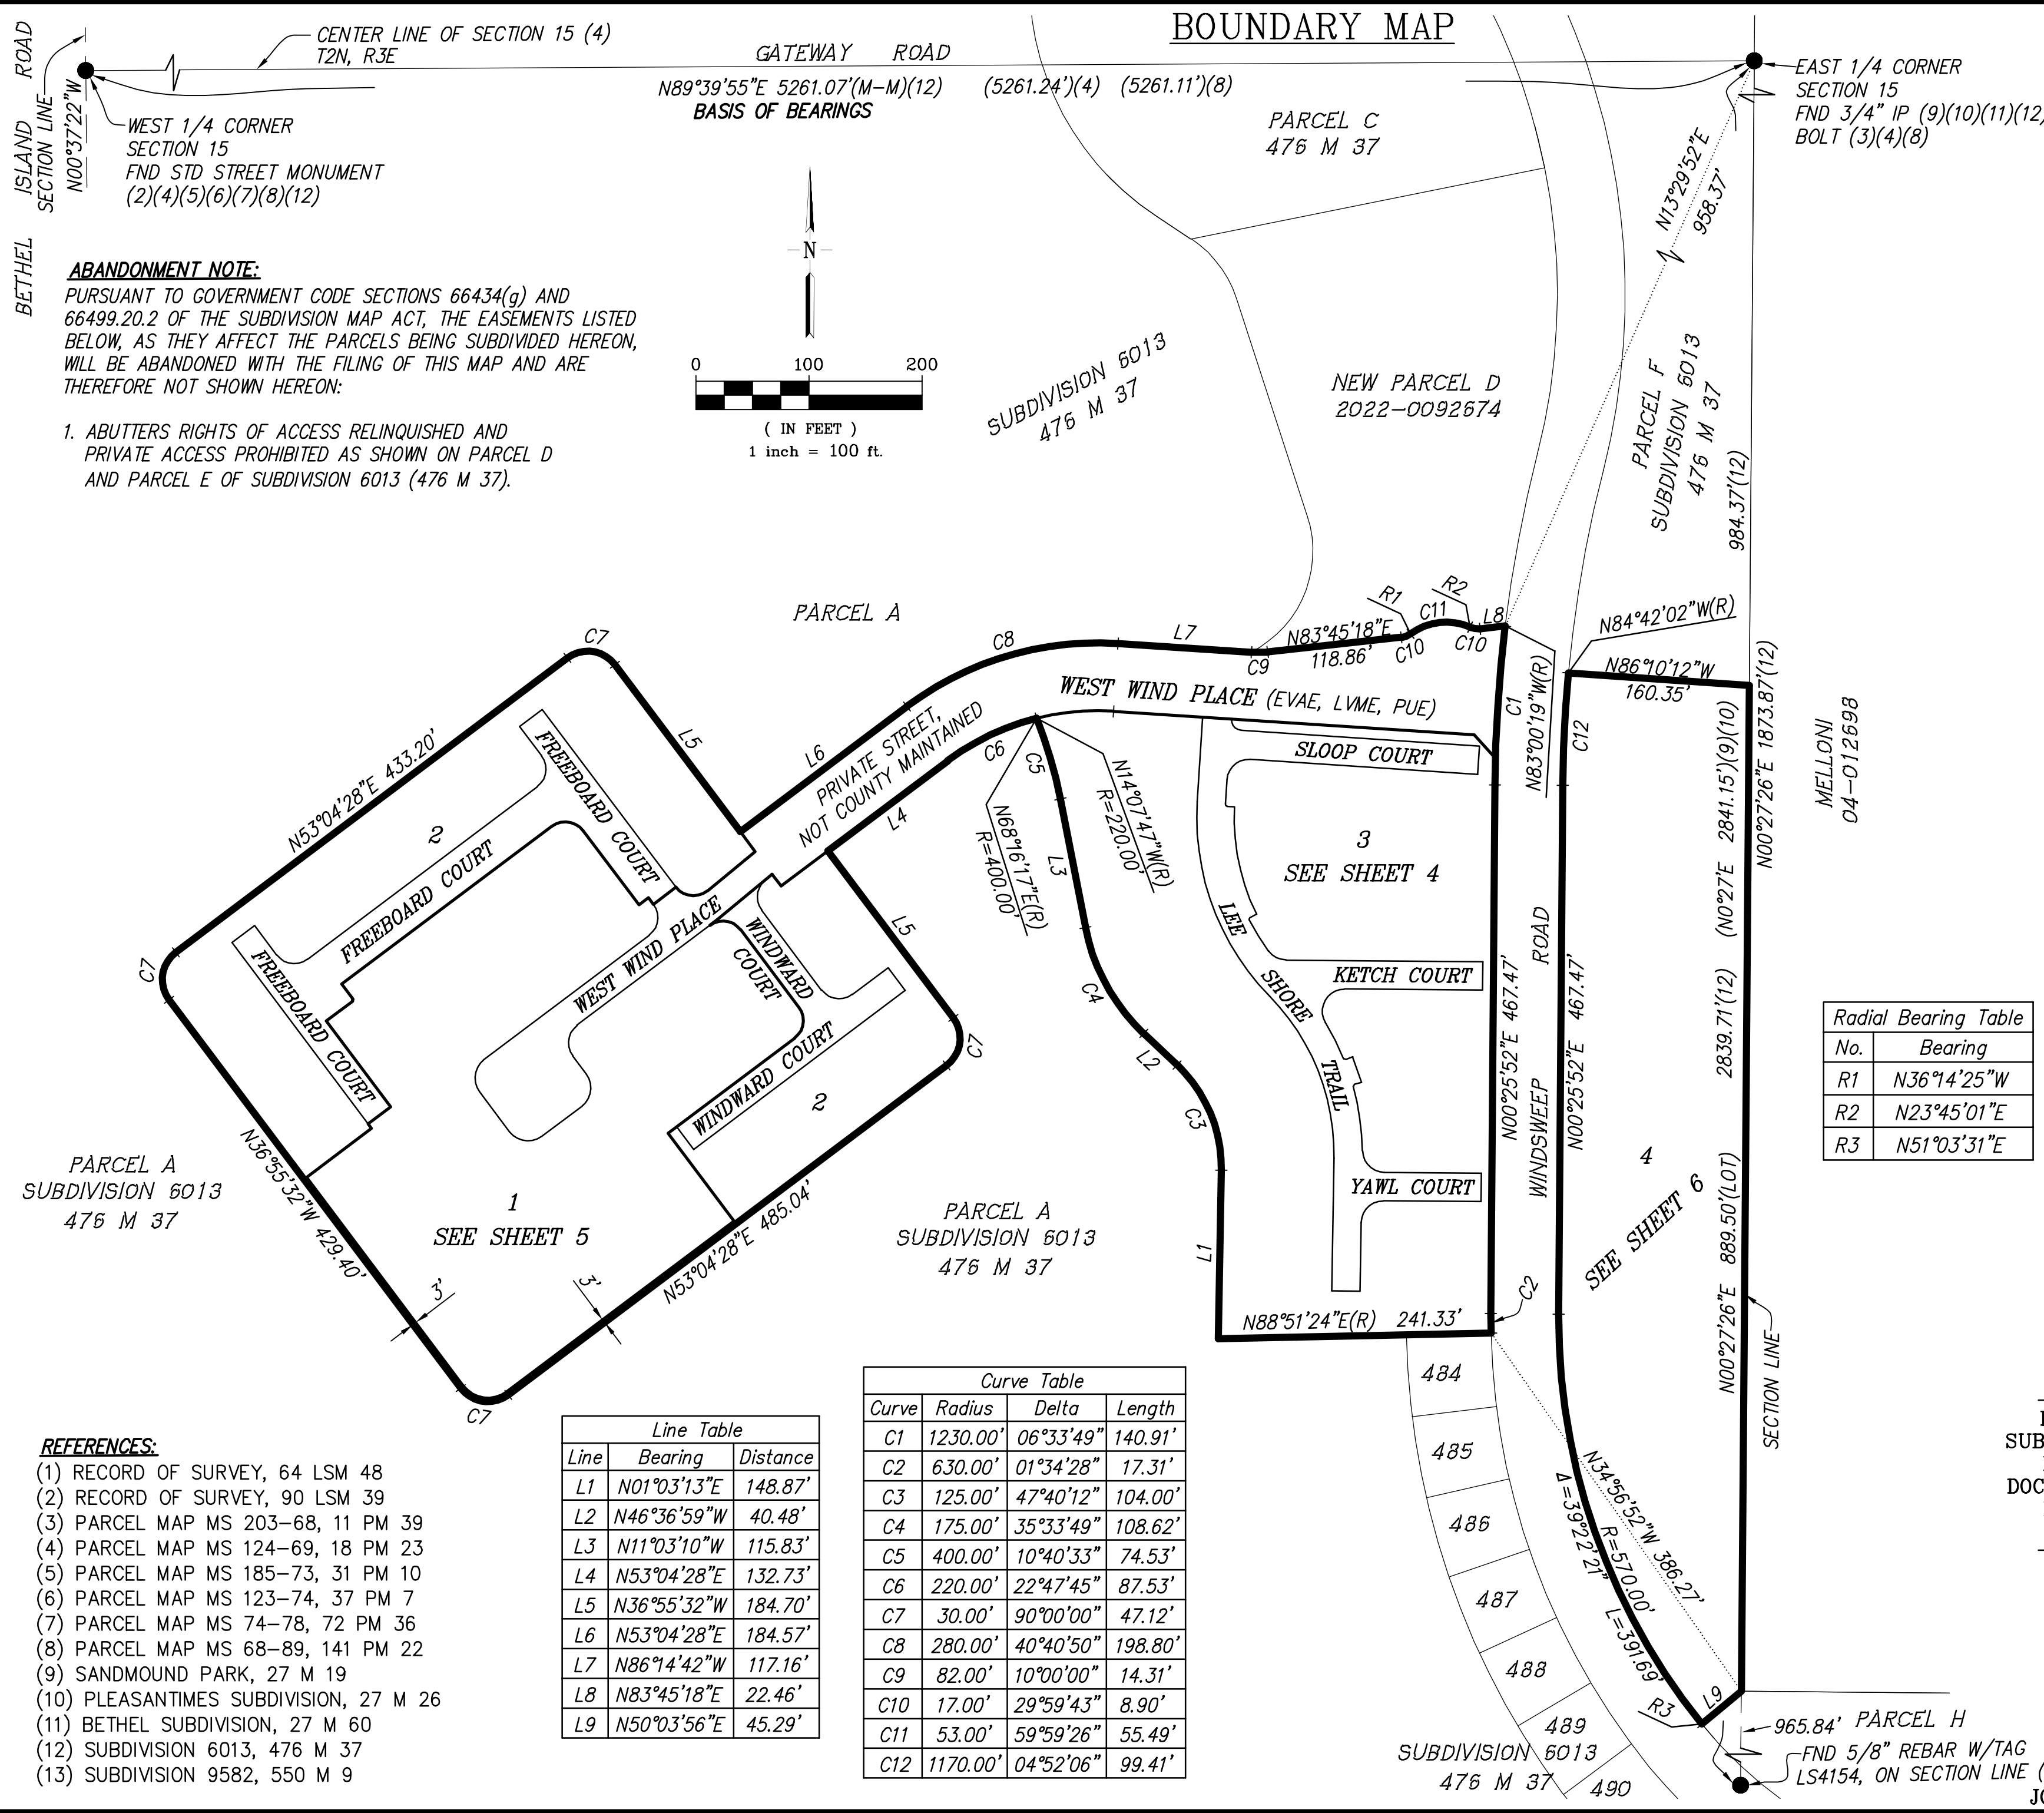 BOUNDARY MAP
BETHEL ISLAND ROAD
SECTION LINE
N00°37'22"W
CENTER LINE OF SECTION 15 (4)
T2N, R3E
GATEWAY ROAD
N89°39'55"E 5261.07'(M-M)(12) (5261.24')(4) (5261.11')(8)
BASIS OF BEARINGS
WEST 1/4 CORNER
SECTION 15
FND STD STREET MONUMENT
(2)(4)(5)(6)(7)(8)(12)
EAST 1/4 CORNER
SECTION 15
FND 3/4" IP (9)(10)(11)(12)
BOLT (3)(4)(8)
PARCEL C
476 M 37
N13°29'52"E
958.37'
ABANDONMENT NOTE:
PURSUANT TO GOVERNMENT CODE SECTIONS 66434(g) AND
66499.20.2 OF THE SUBDIVISION MAP ACT, THE EASEMENTS LISTED
BELOW, AS THEY AFFECT THE PARCELS BEING SUBDIVIDED HEREON,
WILL BE ABANDONED WITH THE FILING OF THIS MAP AND ARE
THEREFORE NOT SHOWN HEREON:
1. ABUTTERS RIGHTS OF ACCESS RELINQUISHED AND
PRIVATE ACCESS PROHIBITED AS SHOWN ON PARCEL D
AND PARCEL E OF SUBDIVISION 6013 (476 M 37).
N
0 100 200
( IN FEET )
1 inch = 100 ft.
SUBDIVISION 6013
476 M 37
NEW PARCEL D
2022-0092674
PARCEL F
SUBDIVISION 6013
476 M 37
984.37'(12)
PARCEL A
C7
L5
L6
C8
L7
C9
N83°45'18"E
118.86'
R1
C10
C11
R2
C10
L8
N84°42'02"W(R)
N86°10'12"W
160.35'
N83°00'19"W(R)
C1
C12
WEST WIND PLACE (EVAE, LVME, PUE)
PRIVATE STREET,
NOT COUNTY MAINTAINED
L4
C6
C5
L3
N68°16'17"E(R)
R=400.00'
N14°07'47"W(R)
R=220.00'
SLOOP COURT
3
SEE SHEET 4
LEE SHORE TRAIL
KETCH COURT
YAWL COURT
N53°04'28"E 433.20'
2
FREEBOARD COURT
FREEBOARD COURT
FREEBOARD COURT
C7
WEST WIND PLACE
WINDWARD COURT
WINDWARD COURT
2
L5
C7
C4
L2
C3
L1
N36°55'32"W 429.40'
1
SEE SHEET 5
3'
3'
N53°04'28"E 485.04'
C7
PARCEL A
SUBDIVISION 6013
476 M 37
PARCEL A
SUBDIVISION 6013
476 M 37
N88°51'24"E(R) 241.33'
C2
N00°25'52"E 467.47'
WINDSWEEP ROAD
N00°25'52"E 467.47'
4
SEE SHEET 6
N00°27'26"E 889.50'(LOT)
2839.71'(12) (N0°27'E 2841.15')(9)(10)
N00°27'26"E 1873.87'(12)
MELLONI
04-012698
SECTION LINE
Radial Bearing Table
No. Bearing
R1 N36°14'25"W
R2 N23°45'01"E
R3 N51°03'31"E
484
485
486
487
488
489
490
N34°56'52"W 386.27'
Δ=39°22'21" R=570.00' L=391.69'
R3
L9
965.84' PARCEL H
FND 5/8" REBAR W/TAG
LS4154, ON SECTION LINE (
SUBDIVISION 6013
476 M 37
SUB
DOC
REFERENCES:
(1) RECORD OF SURVEY, 64 LSM 48
(2) RECORD OF SURVEY, 90 LSM 39
(3) PARCEL MAP MS 203-68, 11 PM 39
(4) PARCEL MAP MS 124-69, 18 PM 23
(5) PARCEL MAP MS 185-73, 31 PM 10
(6) PARCEL MAP MS 123-74, 37 PM 7
(7) PARCEL MAP MS 74-78, 72 PM 36
(8) PARCEL MAP MS 68-89, 141 PM 22
(9) SANDMOUND PARK, 27 M 19
(10) PLEASANTIMES SUBDIVISION, 27 M 26
(11) BETHEL SUBDIVISION, 27 M 60
(12) SUBDIVISION 6013, 476 M 37
(13) SUBDIVISION 9582, 550 M 9
Line Table
Line Bearing Distance
L1 N01°03'13"E 148.87'
L2 N46°36'59"W 40.48'
L3 N11°03'10"W 115.83'
L4 N53°04'28"E 132.73'
L5 N36°55'32"W 184.70'
L6 N53°04'28"E 184.57'
L7 N86°14'42"W 117.16'
L8 N83°45'18"E 22.46'
L9 N50°03'56"E 45.29'
Curve Table
Curve Radius Delta Length
C1 1230.00' 06°33'49" 140.91'
C2 630.00' 01°34'28" 17.31'
C3 125.00' 47°40'12" 104.00'
C4 175.00' 35°33'49" 108.62'
C5 400.00' 10°40'33" 74.53'
C6 220.00' 22°47'45" 87.53'
C7 30.00' 90°00'00" 47.12'
C8 280.00' 40°40'50" 198.80'
C9 82.00' 10°00'00" 14.31'
C10 17.00' 29°59'43" 8.90'
C11 53.00' 59°59'26" 55.49'
C12 1170.00' 04°52'06" 99.41'